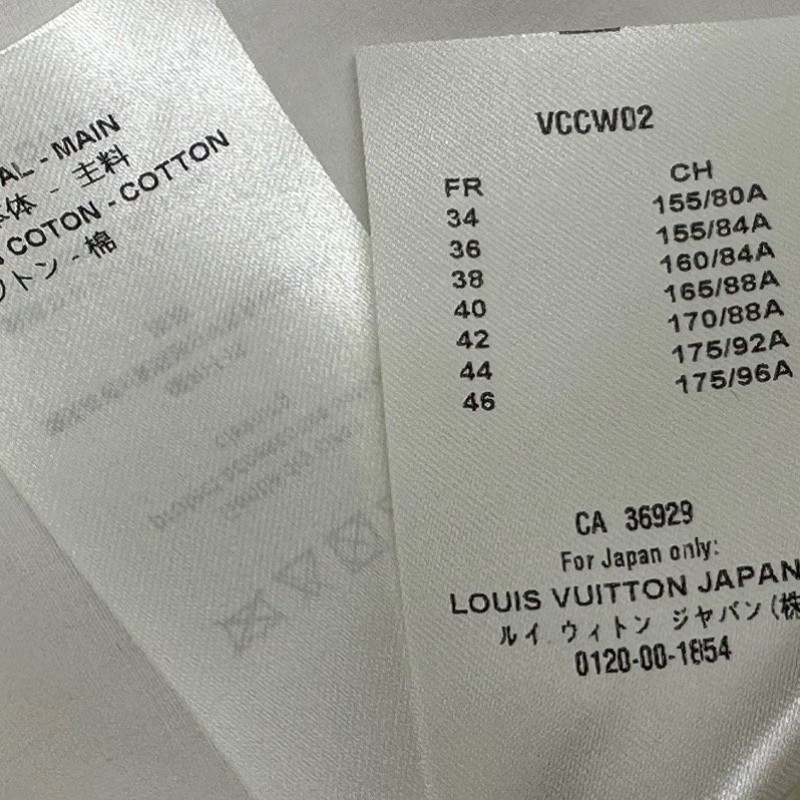 AL - MAIN
体 - 主料
COTON - COTTON
トン - 棉
VCCW02
FR CH
34 155/80A
36 155/84A
38 160/84A
40 165/88A
42 170/88A
44 175/92A
46 175/96A
CA 36929
For Japan only:
LOUIS VUITTON JAPAN
ルイ ヴィトン ジャパン (株
0120-00-1854